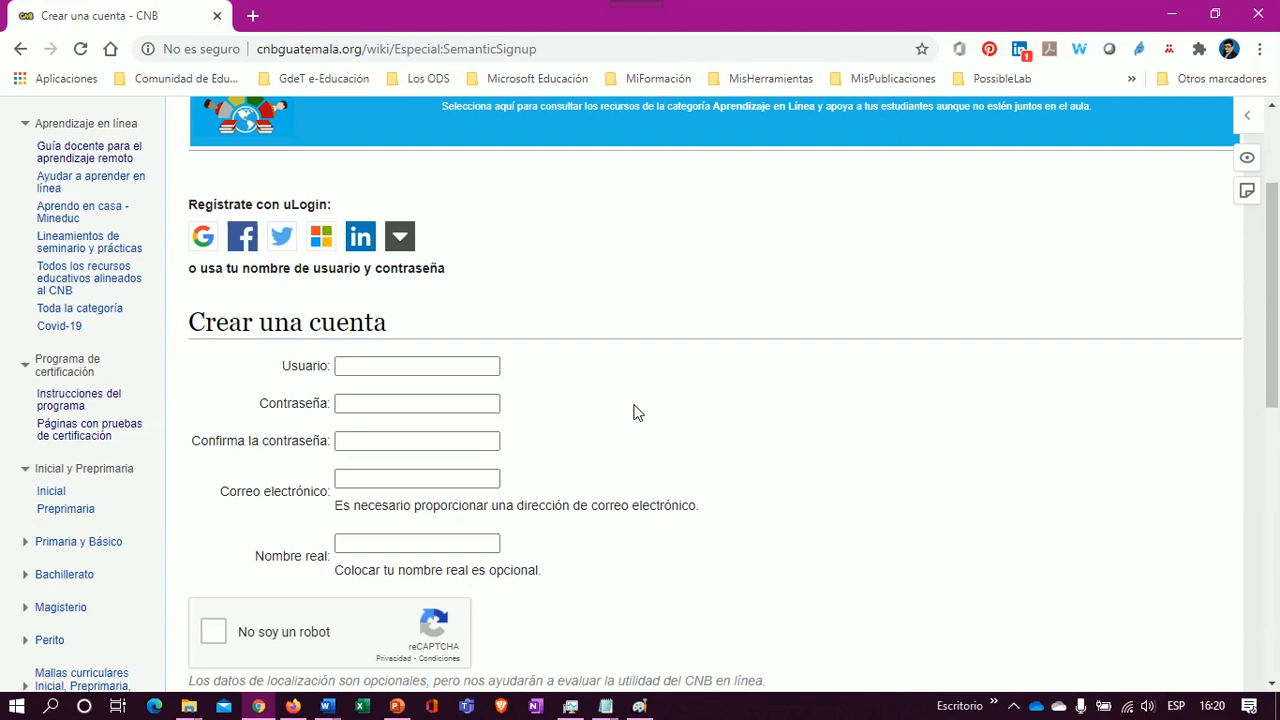 Crear una cuenta - CNB
No es seguro
cnbguatemala.org/wiki/Especial:SemanticSignup
1
Aplicaciones
Comunidad de Edu...
GdeT e-Educación
Los ODS
Microsoft Educación
MiFormación
MisHerramientas
MisPublicaciones
PossibleLab
Otros marcadores
Selecciona aquí para consultar los recursos de la categoría Aprendizaje en Línea y apoya a tus estudiantes aunque no estén juntos en el aula.
Aprendizaje en línea
Guía docente para el
aprendizaje remoto
Ayudar a aprender en
línea
Aprendo en casa -
Mineduc
Lineamientos de
seminario y prácticas
Todos los recursos
educativos alineados
al CNB
Toda la categoría
Covid-19
Programa de
certificación
Instrucciones del
programa
Páginas con pruebas
de certificación
Inicial y Preprimaria
Inicial
Preprimaria
Primaria y Básico
Bachillerato
Magisterio
Perito
Mallas curriculares
Inicial, Preprimaria,
Regístrate con uLogin:
o usa tu nombre de usuario y contraseña
Crear una cuenta
Usuario:
Contraseña:
Confirma la contraseña:
Correo electrónico:
Es necesario proporcionar una dirección de correo electrónico.
Nombre real:
Colocar tu nombre real es opcional.
No soy un robot
reCAPTCHA
Privacidad - Condiciones
Los datos de localización son opcionales, pero nos ayudarán a evaluar la utilidad del CNB en línea.
Escritorio
ESP
16:20